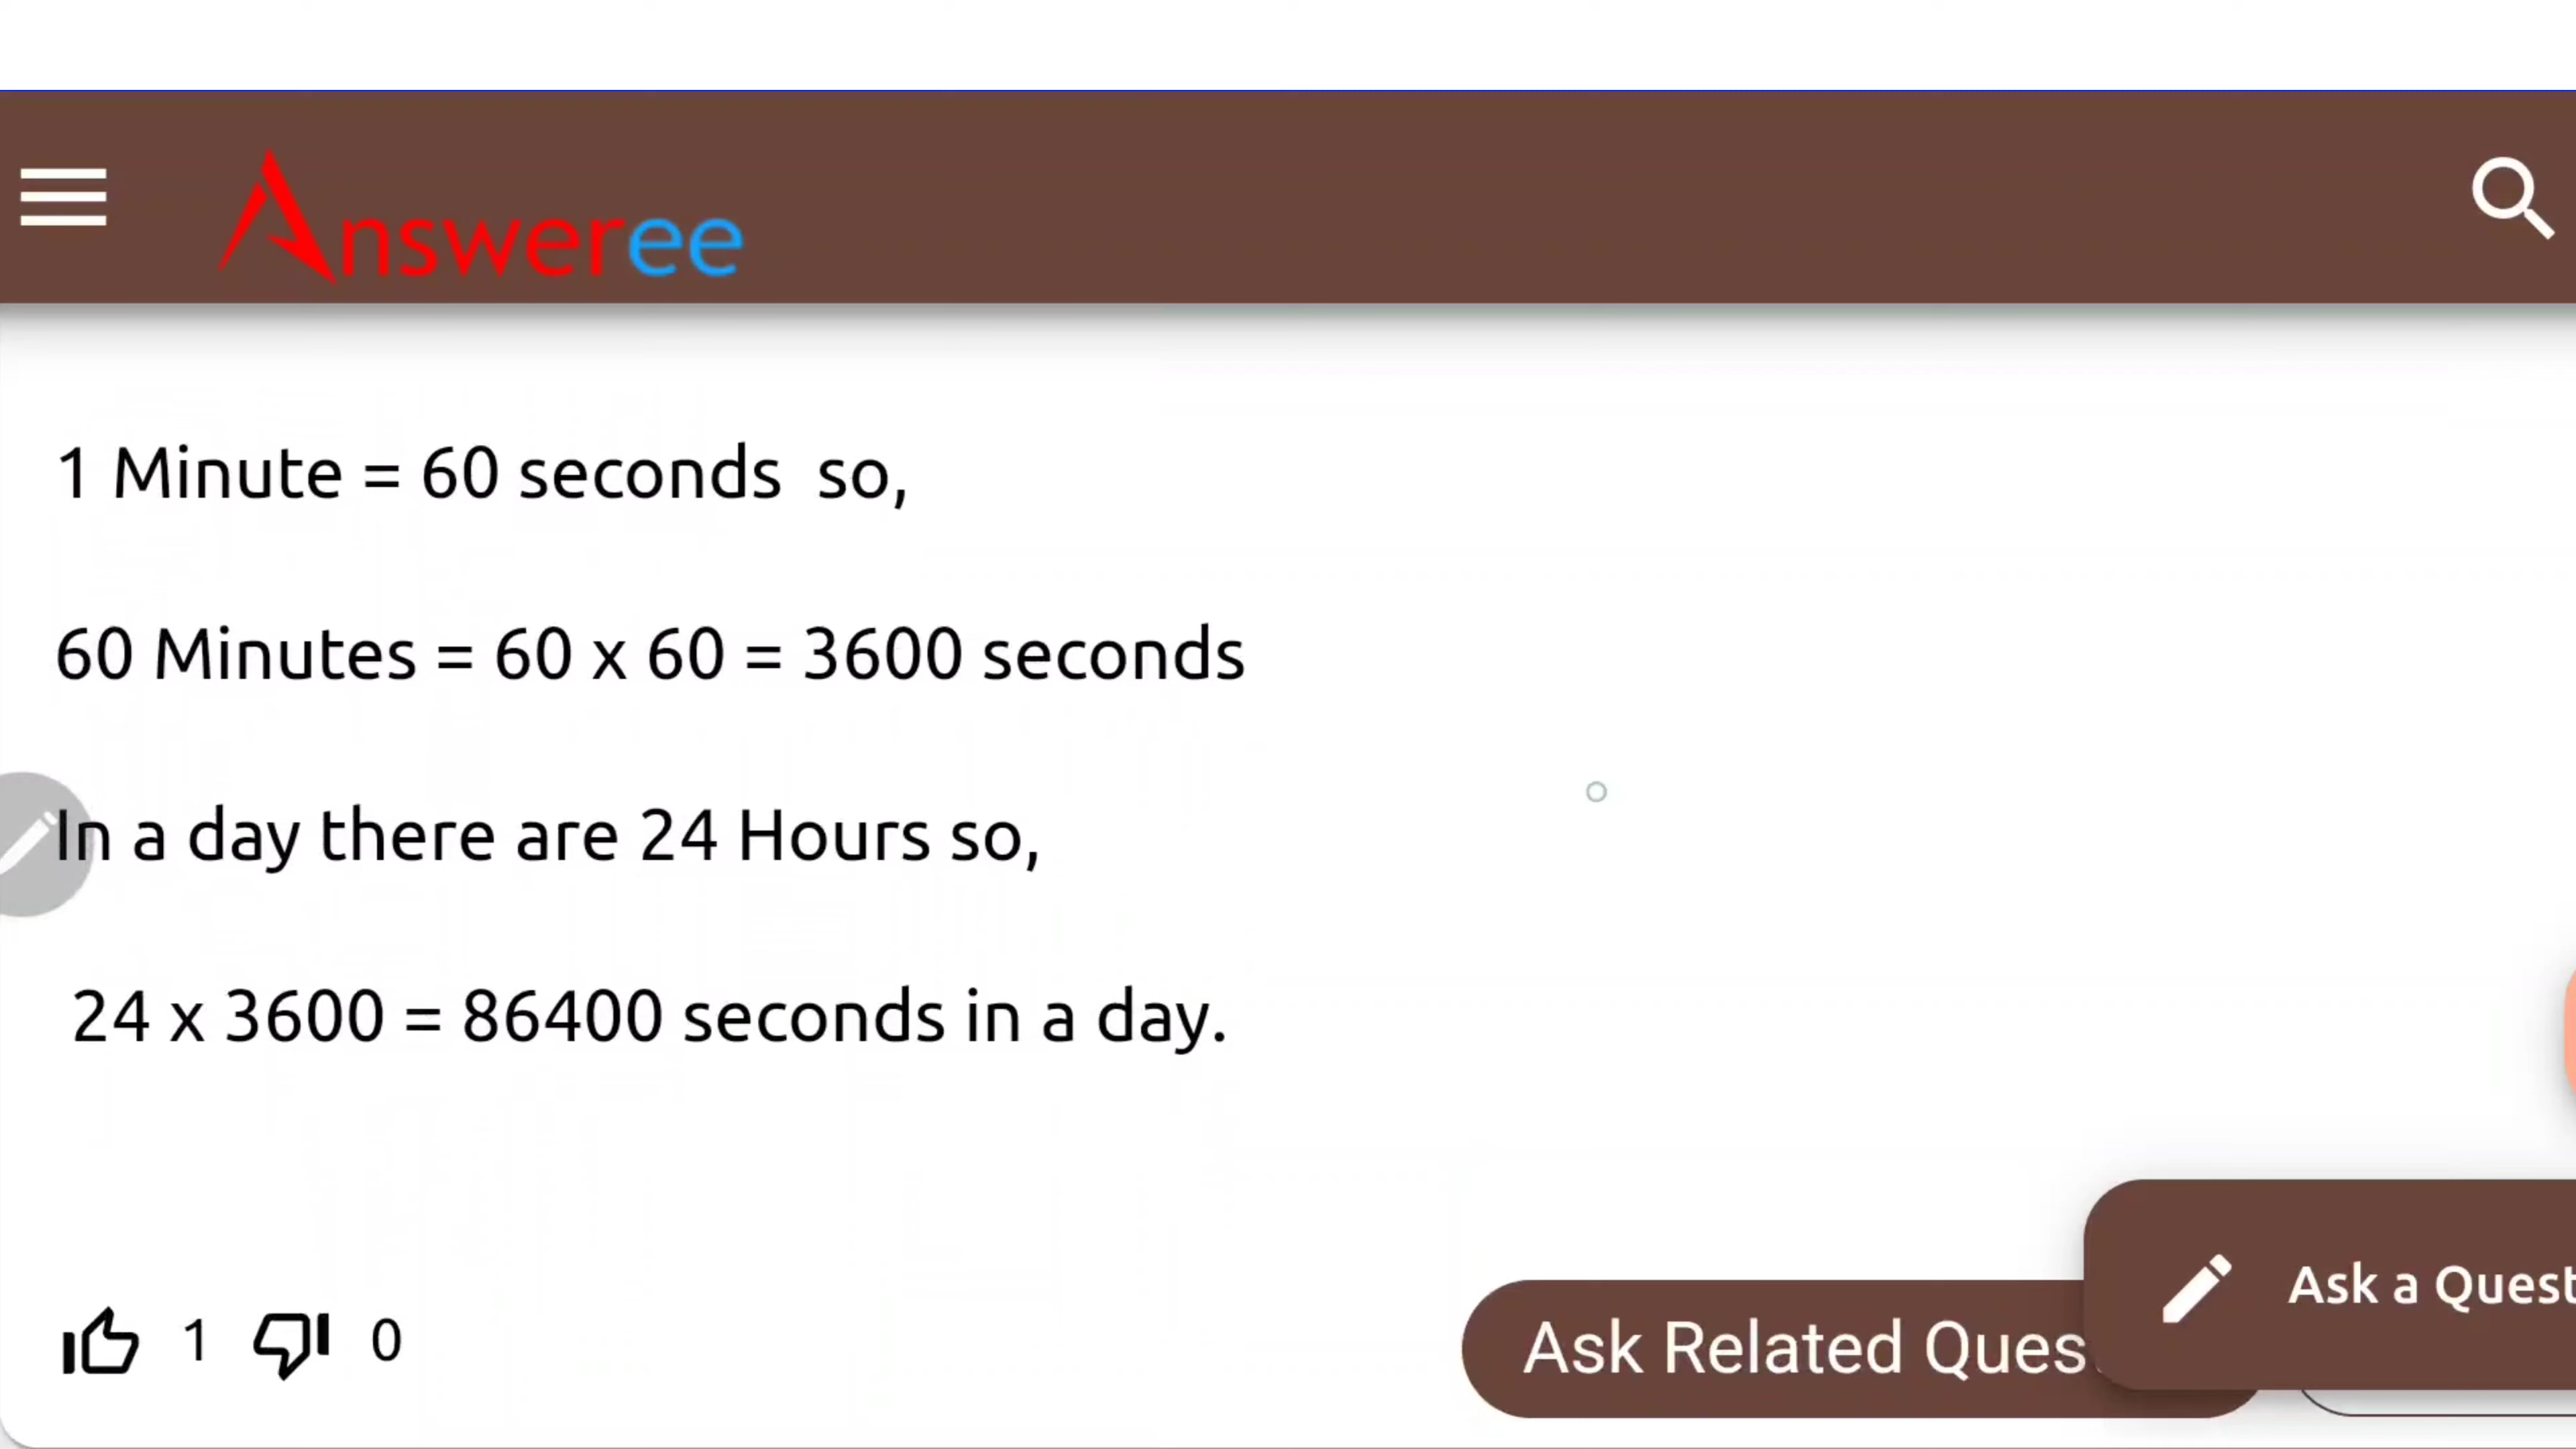 Answeree
1 Minute = 60 seconds  so,
60 Minutes = 60 x 60 = 3600 seconds
In a day there are 24 Hours so,
24 x 3600 = 86400 seconds in a day.
1 0
Ask Related Ques
Ask a Quest